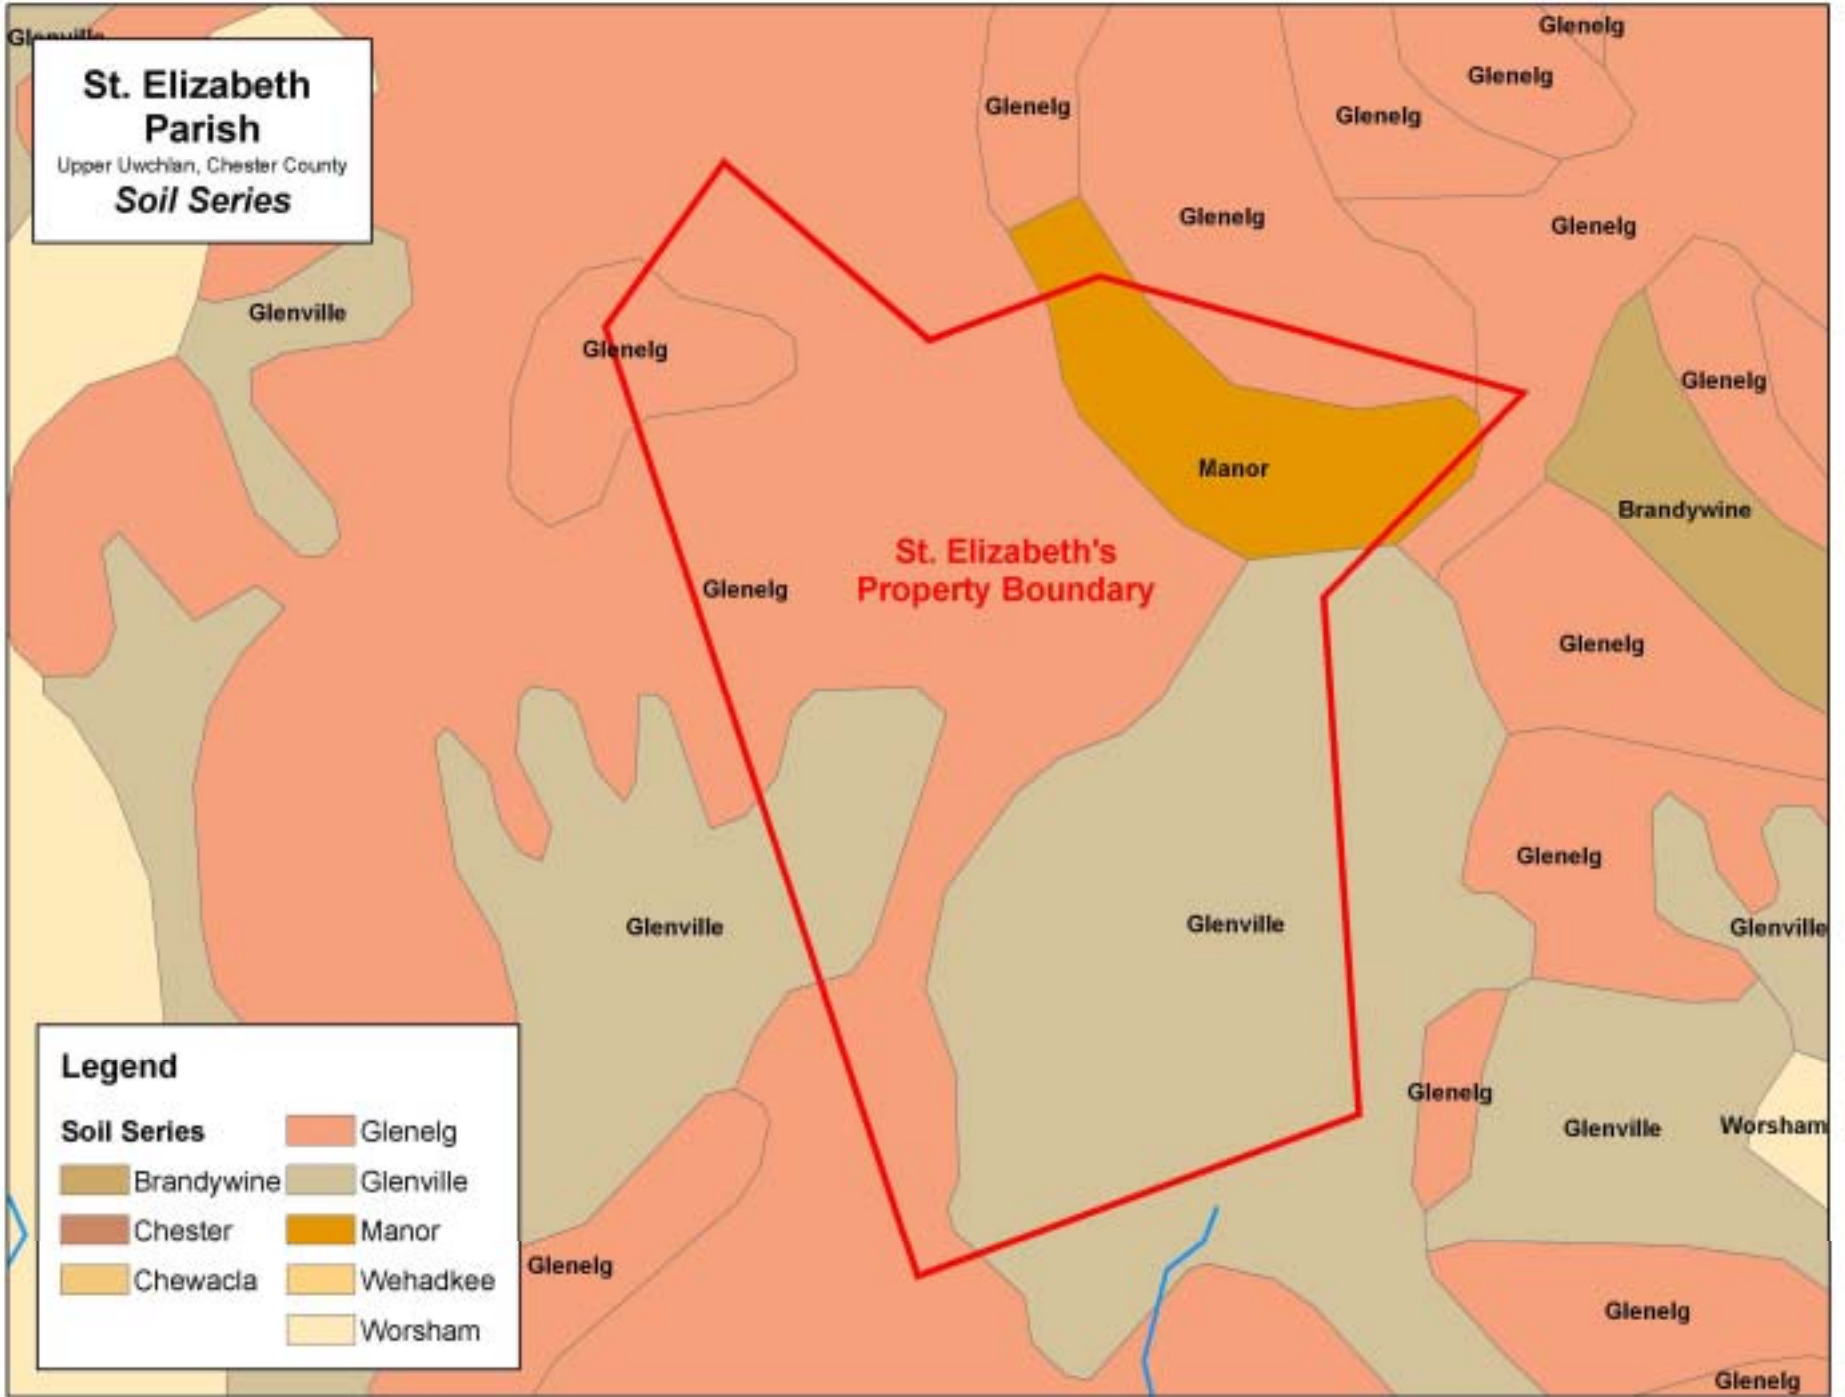 Glenville
St. Elizabeth
Parish
Upper Uwchlan, Chester County
Soil Series
Glenelg
Glenelg
Glenelg
Glenelg
Glenelg
Glenelg
Glenelg
Glenville
Glenelg
Glenelg
Manor
Brandywine
St. Elizabeth's
Property Boundary
Glenelg
Glenelg
Glenelg
Glenville
Glenville
Glenville
Glenelg
Glenville
Worsham
Glenelg
Glenelg
Glenelg
Legend
Soil Series
Glenelg
Brandywine
Glenville
Chester
Manor
Chewacla
Wehadkee
Worsham